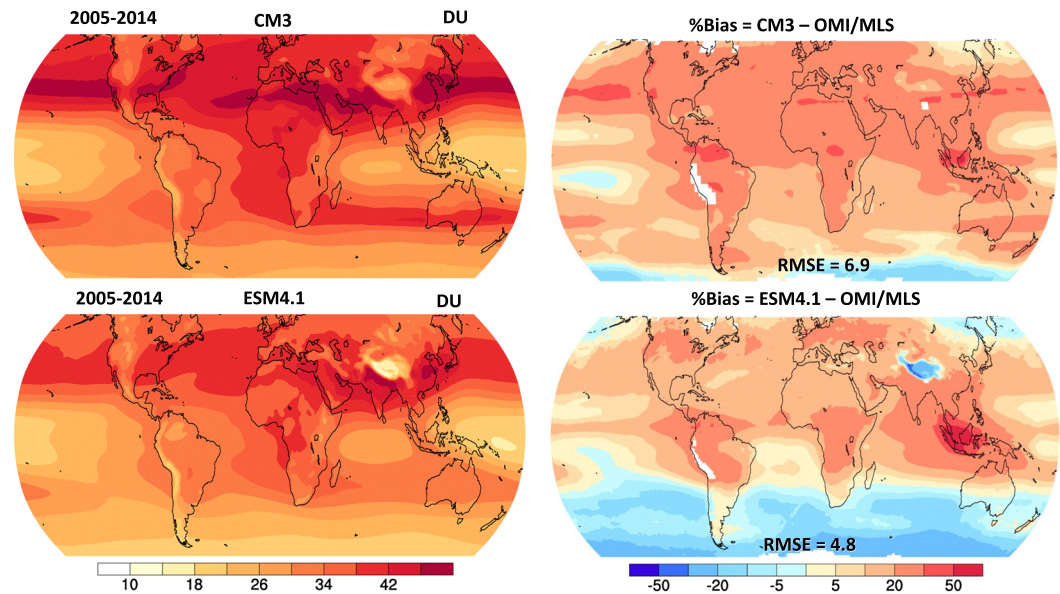 2005-2014 CM3 DU
%Bias = CM3 – OMI/MLS
RMSE = 6.9
2005-2014 ESM4.1 DU
%Bias = ESM4.1 – OMI/MLS
RMSE = 4.8
10 18 26 34 42
-50 -20 -5 5 20 50